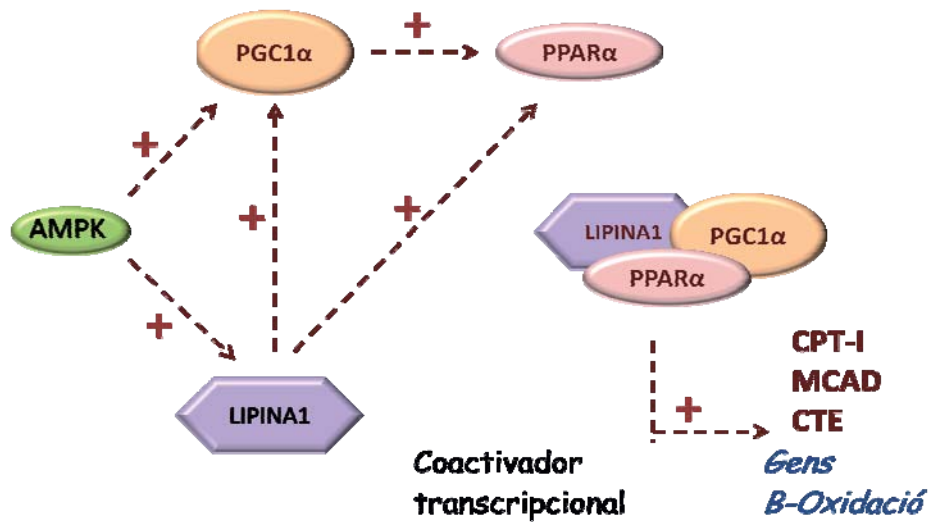 +
PGC1α
PPARα
+
AMPK
+
+
+
LIPINA1
LIPINA1
PGC1α
PPARα
+
CPT-I
MCAD
CTE
Coactivador
transcripcional
Gens
B-Oxidació